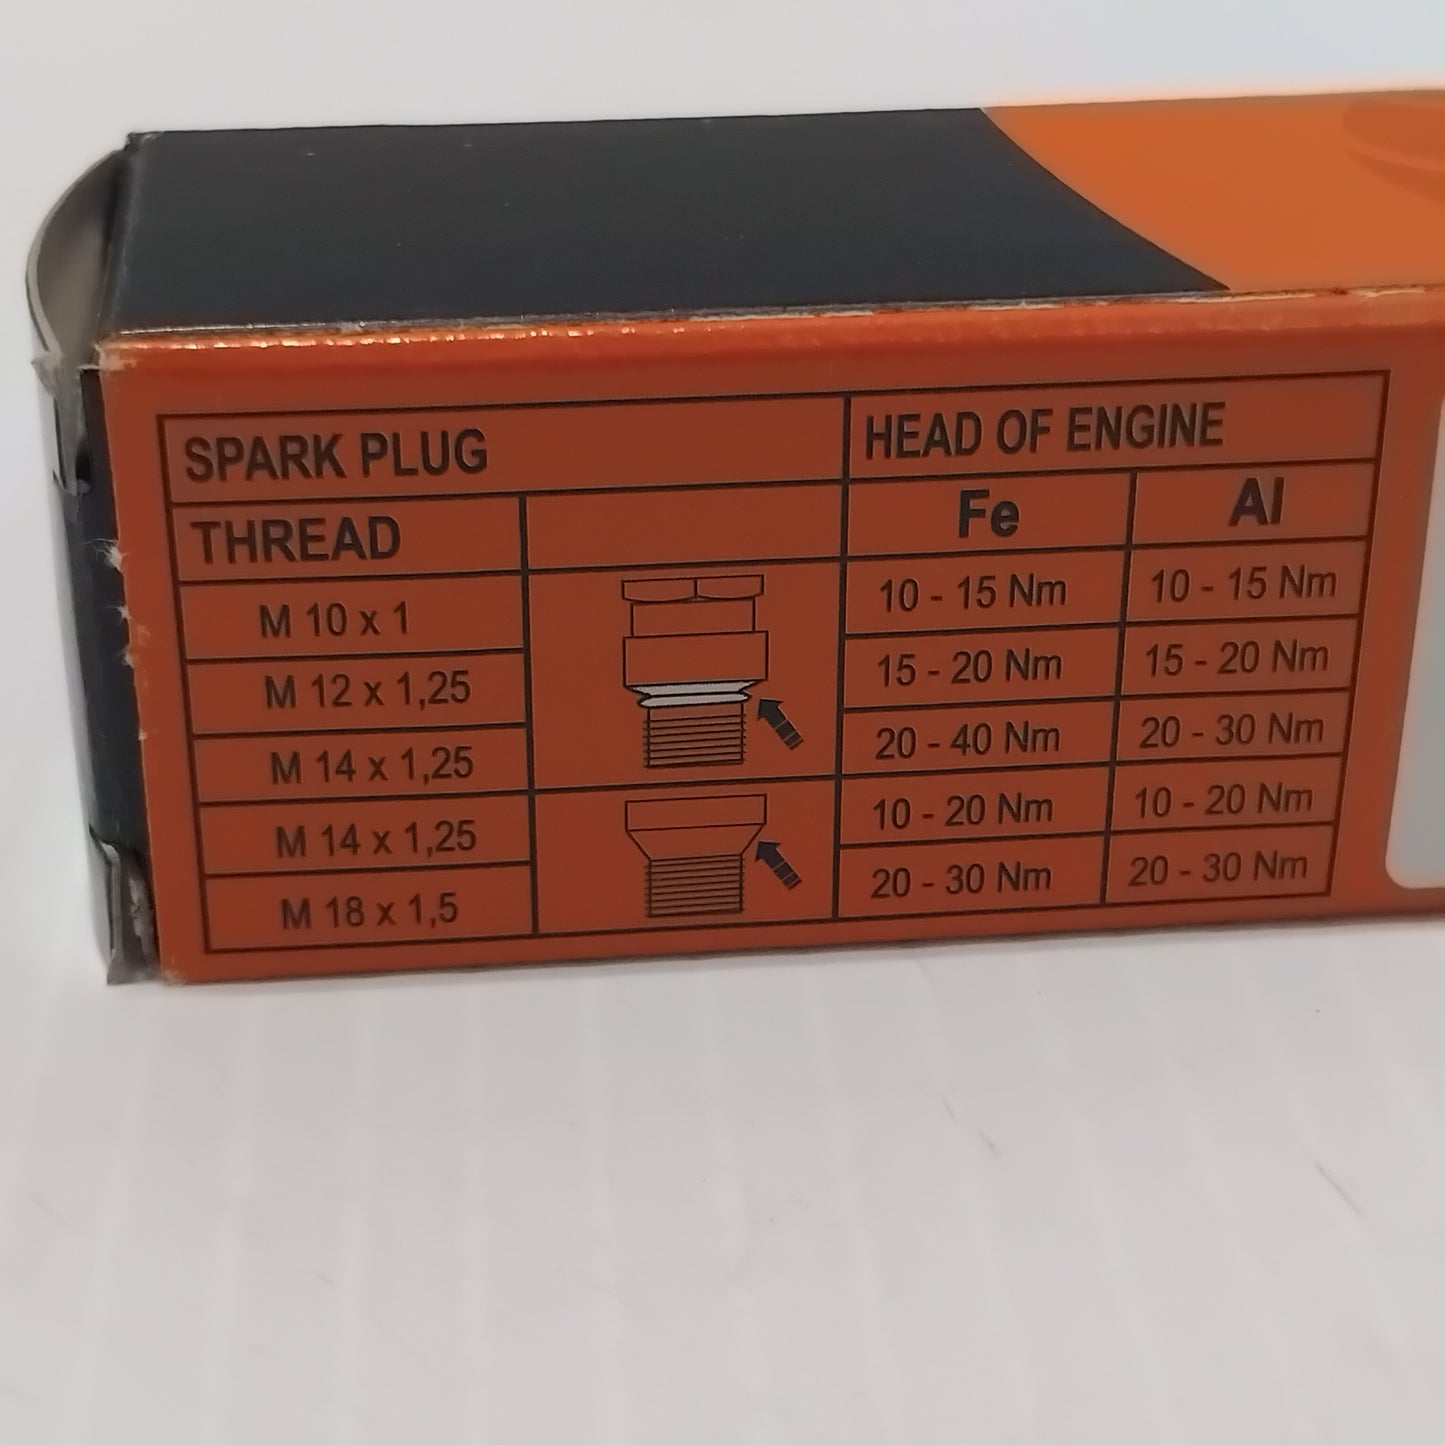 SPARK PLUG HEAD OF ENGINE
THREAD Fe Al
M 10 x 1 10 - 15 Nm 10 - 15 Nm
M 12 x 1,25 15 - 20 Nm 15 - 20 Nm
M 14 x 1,25 20 - 40 Nm 20 - 30 Nm
M 14 x 1,25 10 - 20 Nm 10 - 20 Nm
M 18 x 1,5 20 - 30 Nm 20 - 30 Nm